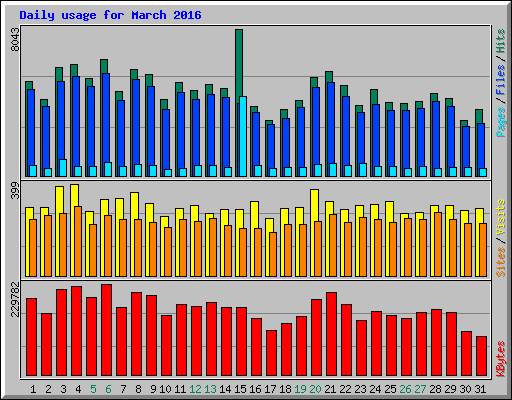 Daily usage for March 2016
8043
Pages / Files / Hits
399
Sites / Visits
229782
KBytes
1 2 3 4 5 6 7 8 9 10 11 12 13 14 15 16 17 18 19 20 21 22 23 24 25 26 27 28 29 30 31